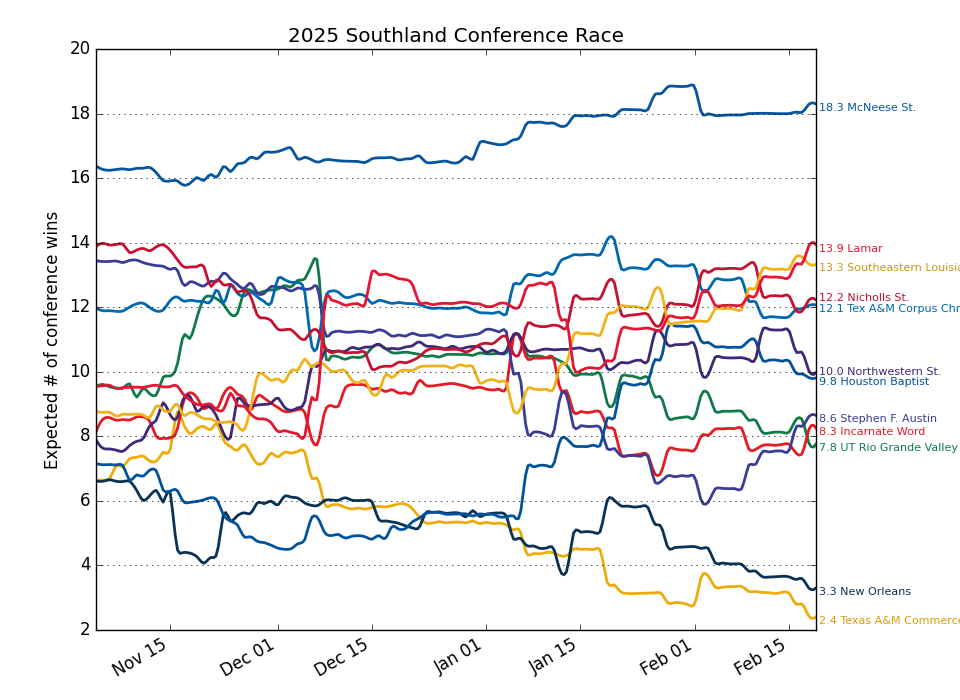 2025 Southland Conference Race
Expected # of conference wins
20
18
16
14
12
10
8
6
4
2
18.3 McNeese St.
13.9 Lamar
13.3 Southeastern Louisia
12.2 Nicholls St.
12.1 Tex A&M Corpus Chr
10.0 Northwestern St.
9.8 Houston Baptist
8.6 Stephen F. Austin
8.3 Incarnate Word
7.8 UT Rio Grande Valley
3.3 New Orleans
2.4 Texas A&M Commerce
Nov 15
Dec 01
Dec 15
Jan 01
Jan 15
Feb 01
Feb 15